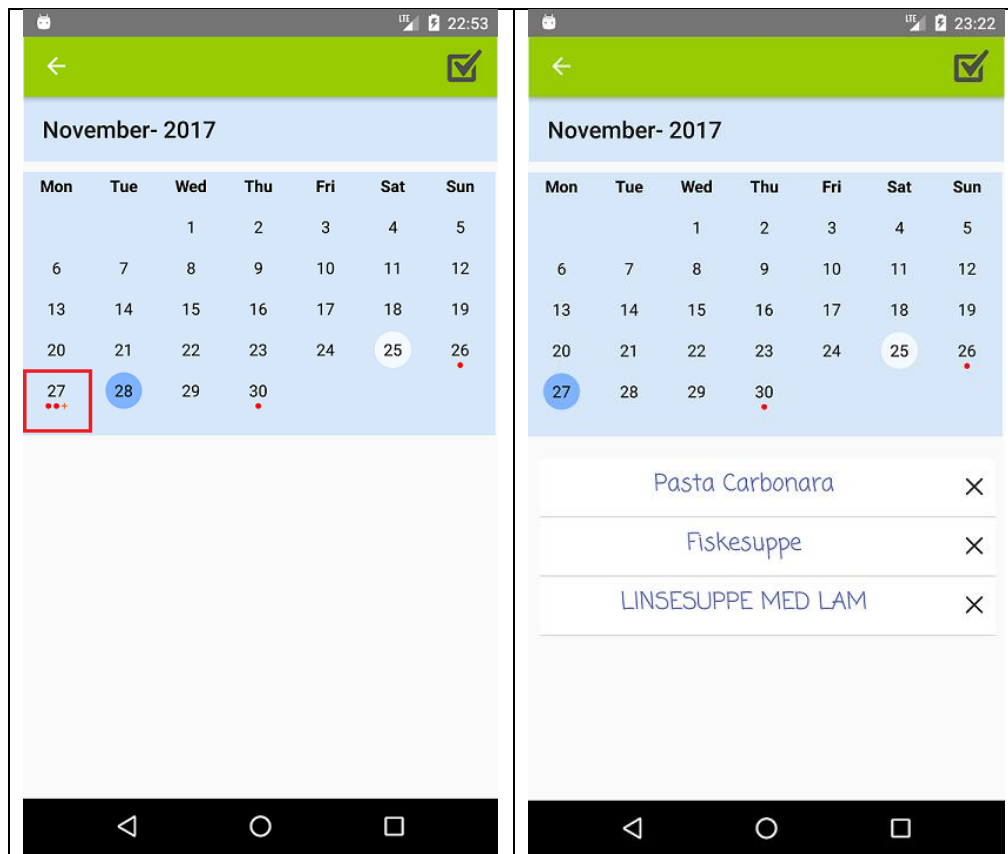 LTE 22:53
November- 2017
Mon Tue Wed Thu Fri Sat Sun
1 2 3 4 5
6 7 8 9 10 11 12
13 14 15 16 17 18 19
20 21 22 23 24 25 26
27 28 29 30
LTE 23:22
November- 2017
Mon Tue Wed Thu Fri Sat Sun
1 2 3 4 5
6 7 8 9 10 11 12
13 14 15 16 17 18 19
20 21 22 23 24 25 26
27 28 29 30
Pasta Carbonara
Fiskesuppe
LINSESUPPE MED LAM